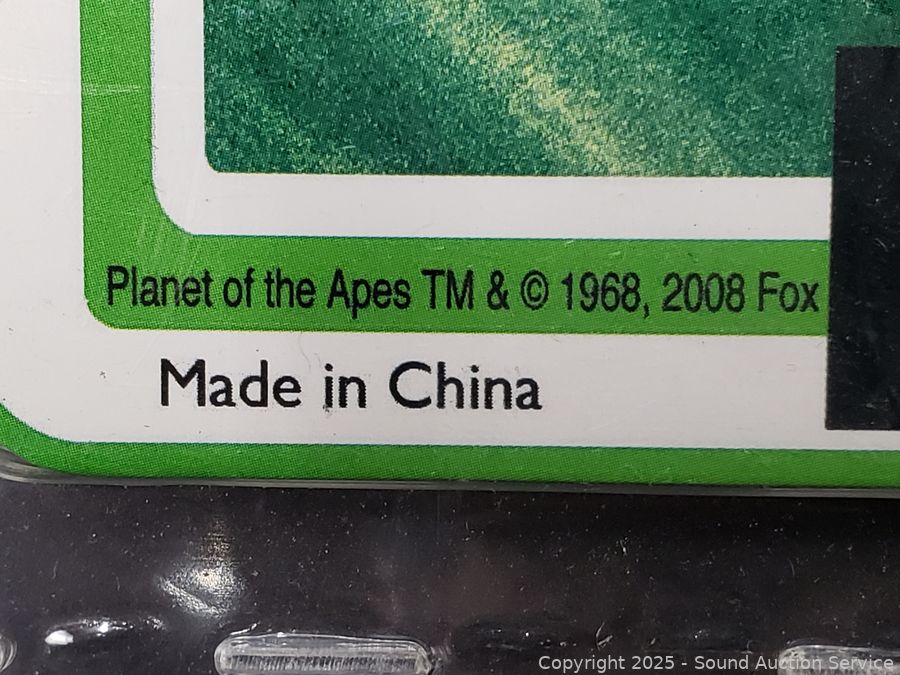 Planet of the Apes TM & © 1968, 2008 Fox
Made in China
Copyright 2025 - Sound Auction Service